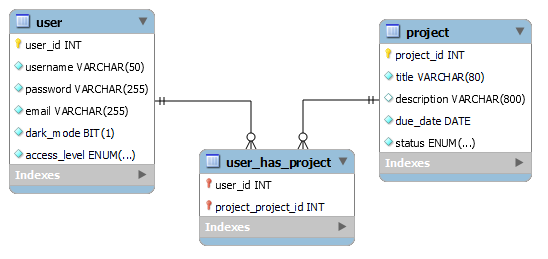 user
user_id INT
username VARCHAR(50)
password VARCHAR(255)
email VARCHAR(255)
dark_mode BIT(1)
access_level ENUM(...)
Indexes
project
project_id INT
title VARCHAR(80)
description VARCHAR(800)
due_date DATE
status ENUM(...)
Indexes
user_has_project
user_id INT
project_project_id INT
Indexes